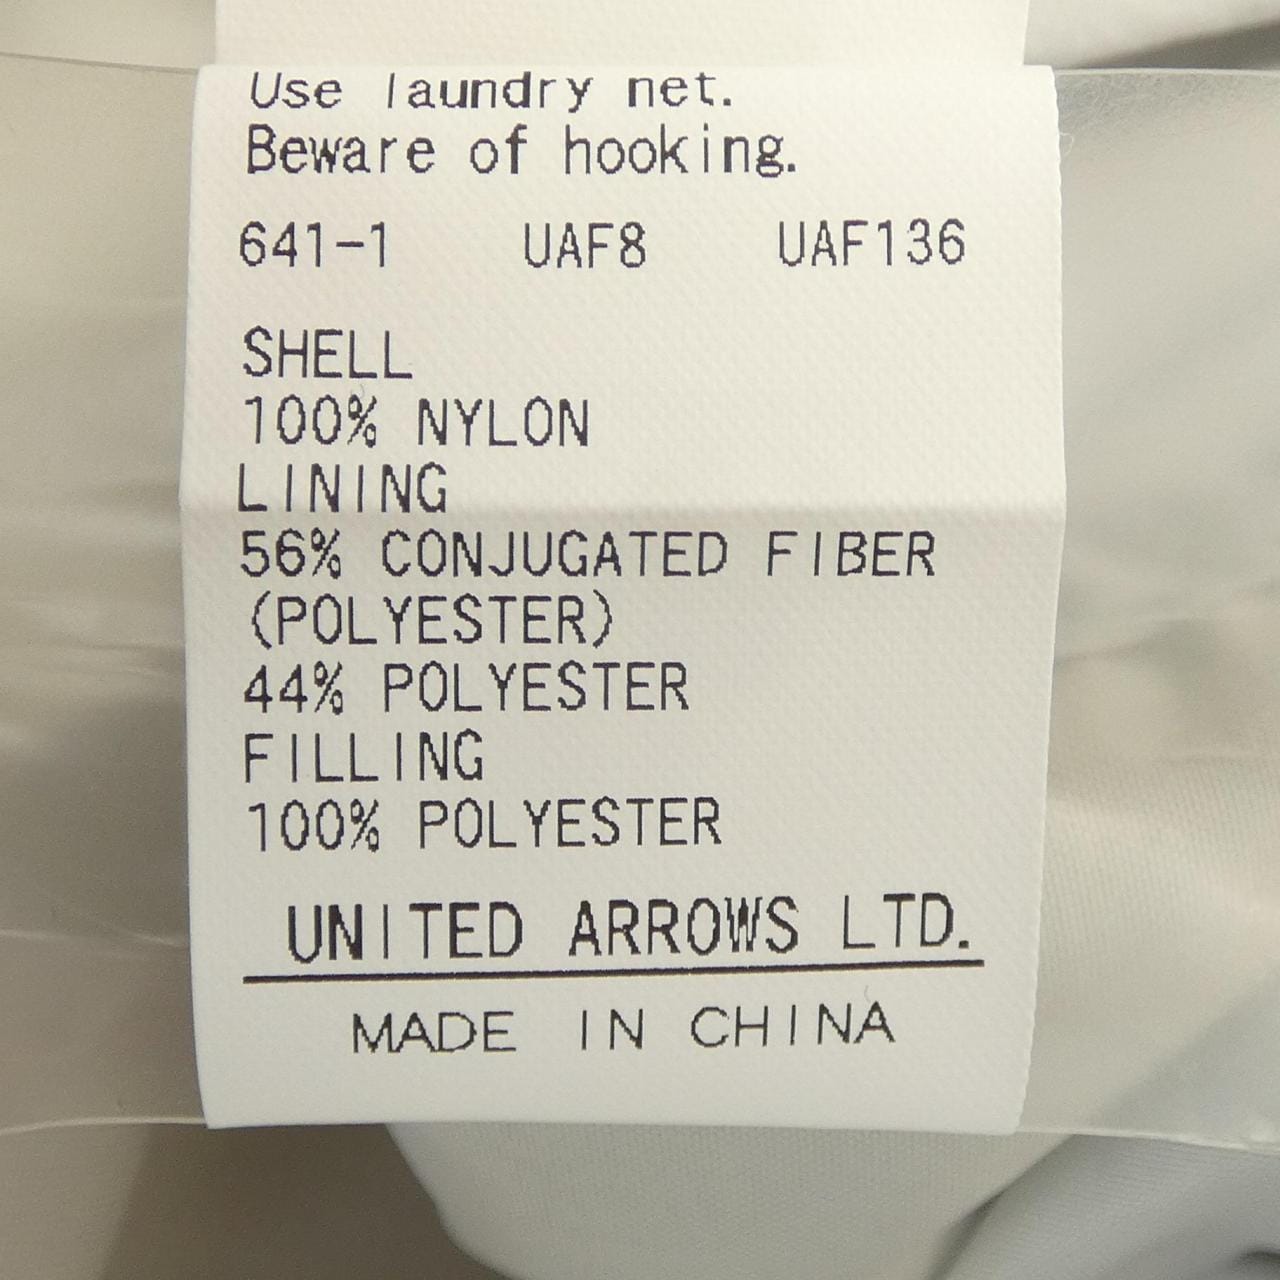 Use laundry net.
Beware of hooking.
641-1 UAF8 UAF136
SHELL
100% NYLON
LINING
56% CONJUGATED FIBER
(POLYESTER)
44% POLYESTER
FILLING
100% POLYESTER
UNITED ARROWS LTD.
MADE IN CHINA